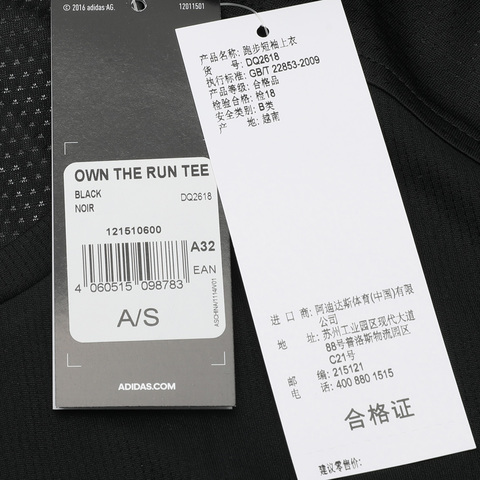 © 2016 adidas AG.
12011501
OWN THE RUN TEE
BLACK
NOIR
DQ2618
121510600
A32
EAN
4 060515 098783
ASCHINA/1114/V01
A/S
ADIDAS.COM
产品名称: 跑步短袖上衣
货 号: DQ2618
执行标准: GB/T 22853-2009
产品等级: 合格品
检验合格: 检18
安全类别: B类
产 地: 越南
进 口 商: 阿迪达斯体育(中国)有限
公司
地 址: 苏州工业园区现代大道
88号普洛斯物流园区
C21号
邮 编: 215121
电 话: 400 880 1515
合格证
建议零售价: